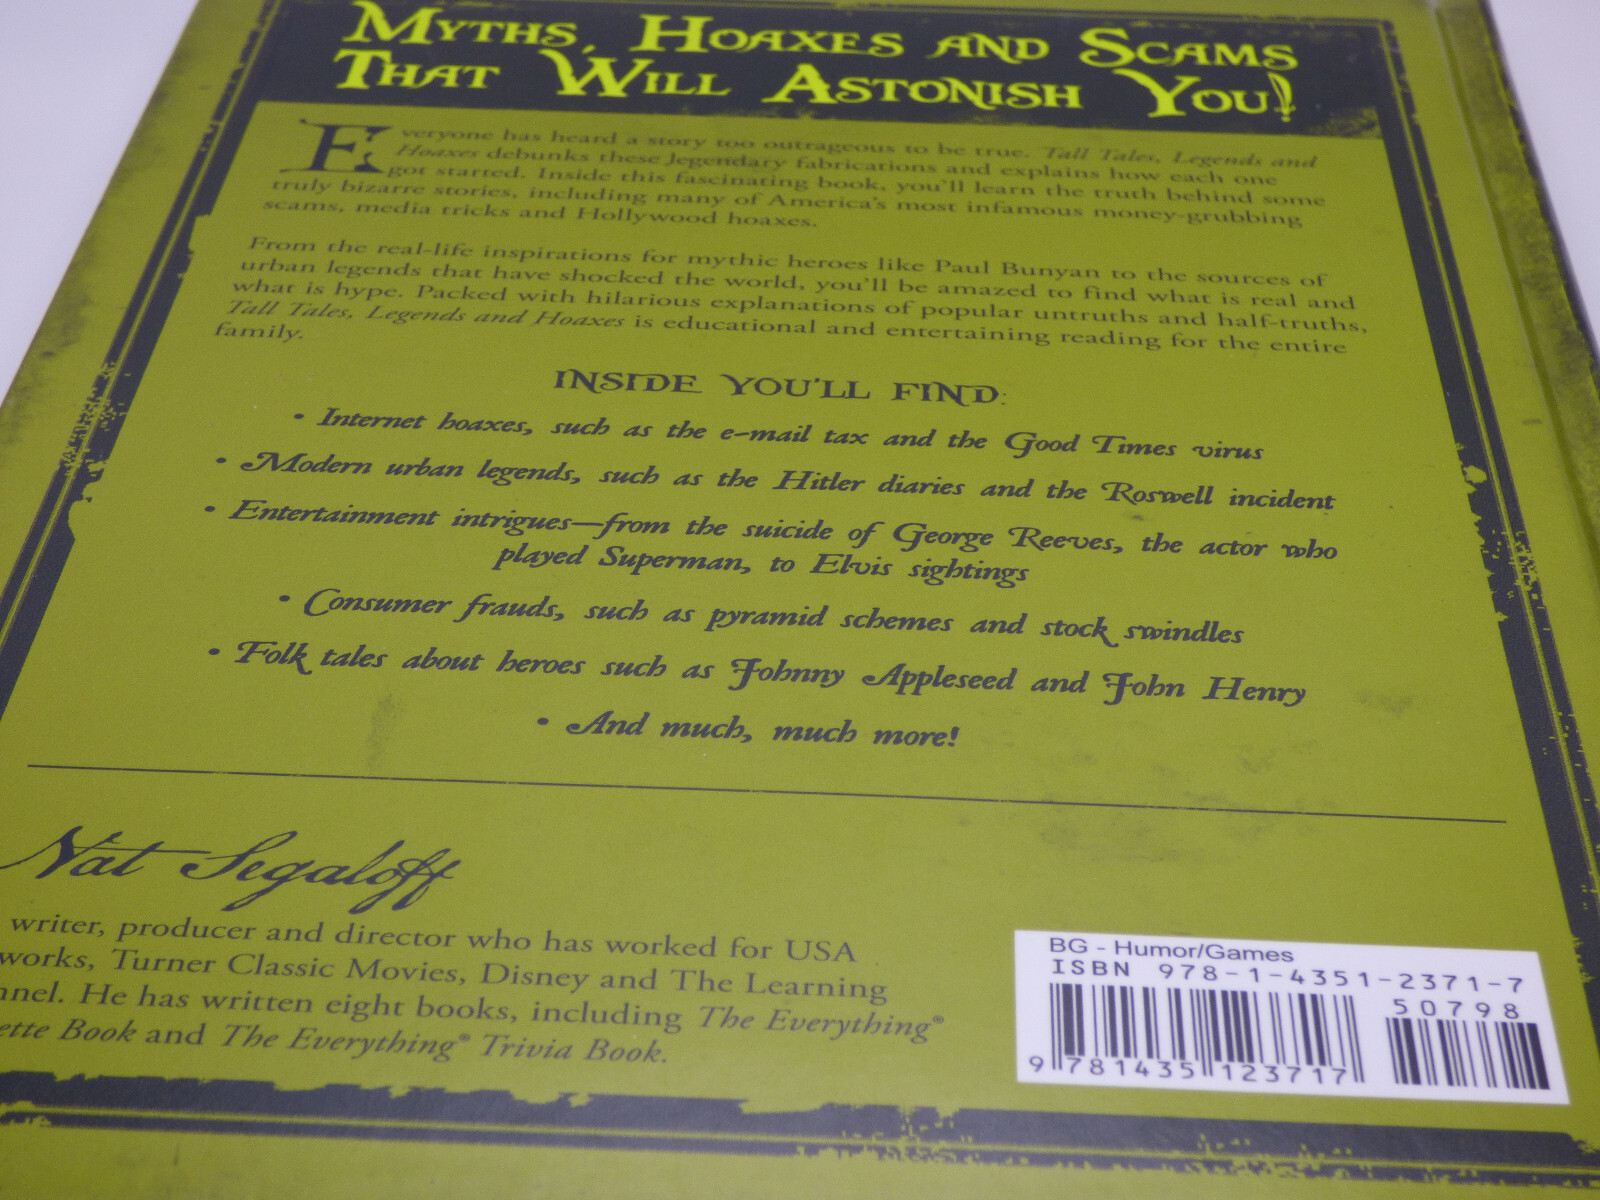 Myths, Hoaxes and Scams
That Will Astonish You!
Everyone has heard a story too outrageous to be true. Tall Tales, Legends and
Hoaxes debunks these legendary fabrications and explains how each one
got started. Inside this fascinating book, you'll learn the truth behind some
truly bizarre stories, including many of America's most infamous money-grubbing
scams, media tricks and Hollywood hoaxes.
From the real-life inspirations for mythic heroes like Paul Bunyan to the sources of
urban legends that have shocked the world, you'll be amazed to find what is real and
what is hype. Packed with hilarious explanations of popular untruths and half-truths,
Tall Tales, Legends and Hoaxes is educational and entertaining reading for the entire
family.
INSIDE YOU'LL FIND:
• Internet hoaxes, such as the e-mail tax and the Good Times virus
• Modern urban legends, such as the Hitler diaries and the Roswell incident
• Entertainment intrigues—from the suicide of George Reeves, the actor who
played Superman, to Elvis sightings
• Consumer frauds, such as pyramid schemes and stock swindles
• Folk tales about heroes such as Johnny Appleseed and John Henry
• And much, much more!
Nat Segaloff
writer, producer and director who has worked for USA
works, Turner Classic Movies, Disney and The Learning
nnel. He has written eight books, including The Everything®
ette Book and The Everything® Trivia Book.
BG - Humor/Games
ISBN 978-1-4351-2371-7
50798
9 781435 123717